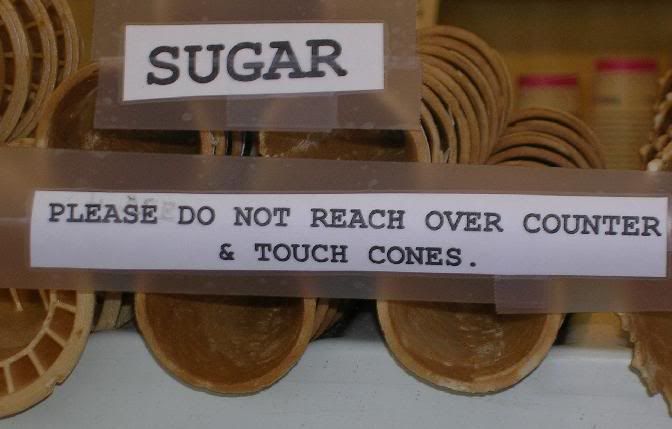 SUGAR
PLEASE DO NOT REACH OVER COUNTER
& TOUCH CONES.